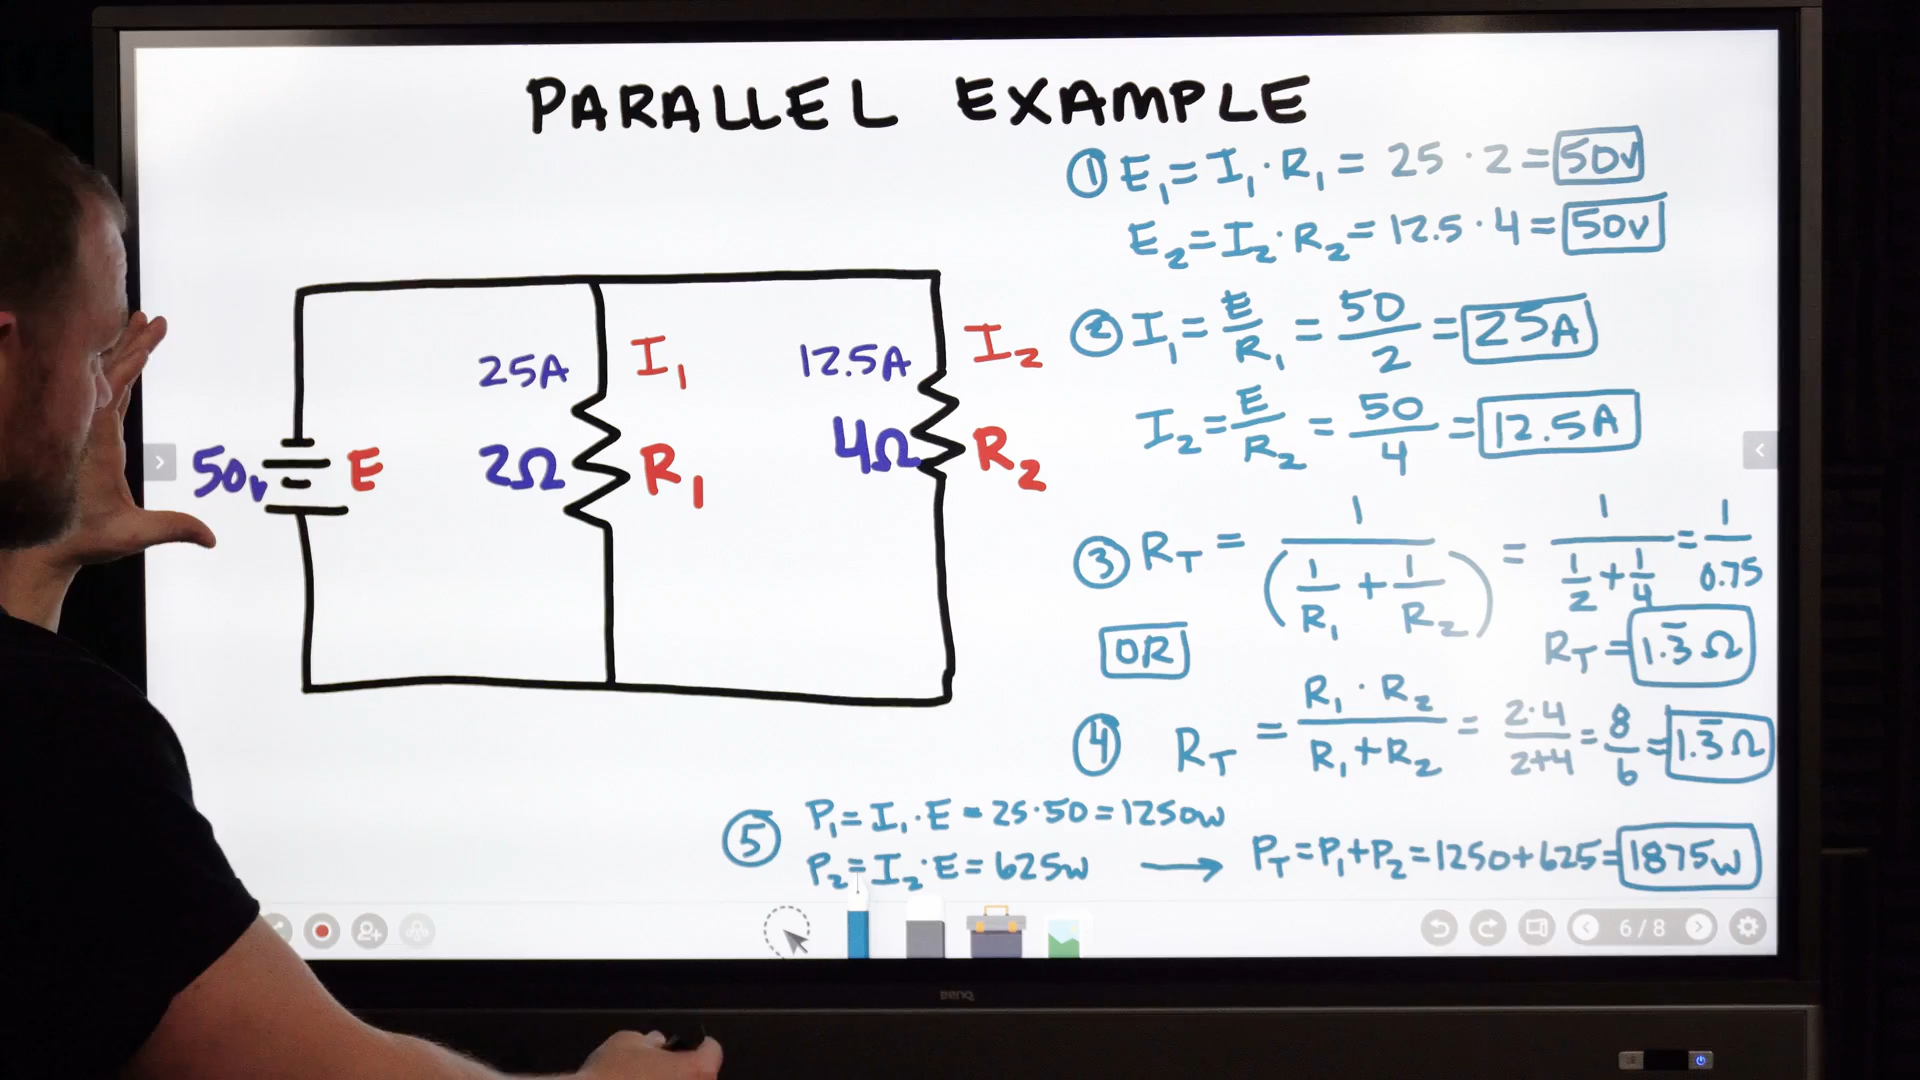 PARALLEL EXAMPLE
① E₁ = I₁ · R₁ = 25 · 2 = 50v
E₂ = I₂ · R₂ = 12.5 · 4 = 50v
② I₁ = E/R₁ = 50/2 = 25A
I₂ = E/R₂ = 50/4 = 12.5A
25A I₁
12.5A I₂
50v E
2Ω R₁
4Ω R₂
③ R_T = 1/(1/R₁ + 1/R₂) = 1/(1/2 + 1/4) = 1/0.75
R_T = 1.3̅ Ω
OR
④ R_T = R₁ · R₂/R₁ + R₂ = 2·4/2+4 = 8/6 = 1.3̅ Ω
⑤ P₁ = I₁ · E = 25 · 50 = 1250w
P₂ = I₂ · E = 625w → P_T = P₁ + P₂ = 1250 + 625 = 1875w
6 / 8
BenQ